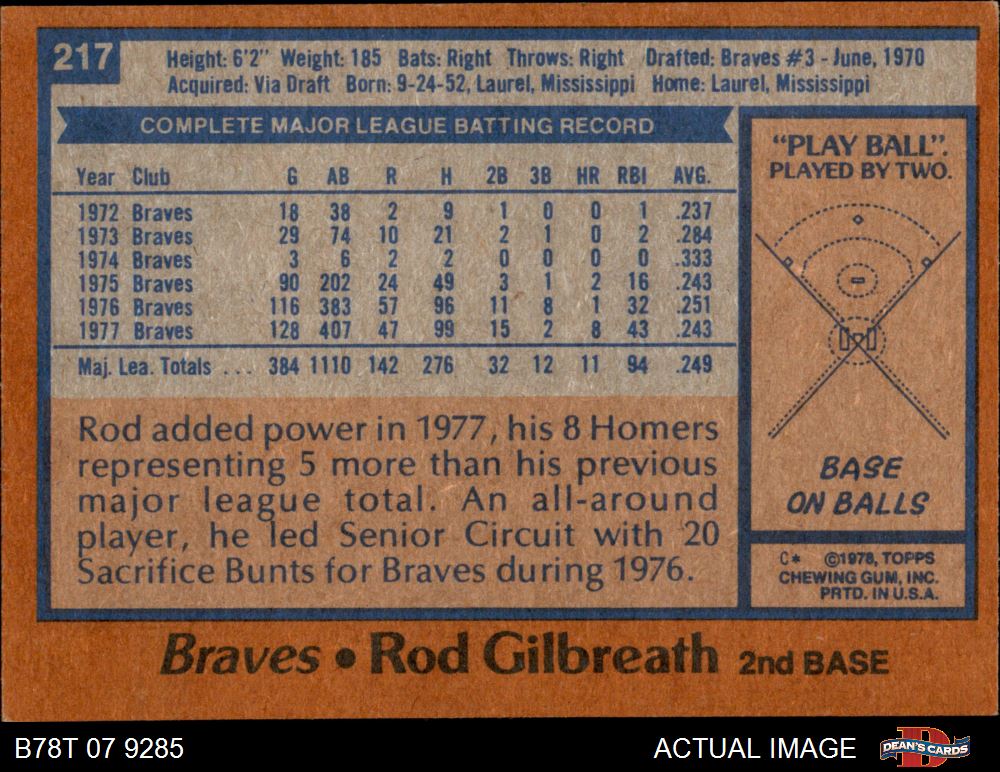 217
Height: 6'2" Weight: 185 Bats: Right Throws: Right Drafted: Braves #3 - June, 1970
Acquired: Via Draft Born: 9-24-52, Laurel, Mississippi Home: Laurel, Mississippi
COMPLETE MAJOR LEAGUE BATTING RECORD
Year Club G AB R H 2B 3B HR RBI AVG.
1972 Braves 18 38 2 9 1 0 0 1 .237
1973 Braves 29 74 10 21 2 1 0 2 .284
1974 Braves 3 6 2 2 0 0 0 0 .333
1975 Braves 90 202 24 49 3 1 2 16 .243
1976 Braves 116 383 57 96 11 8 1 32 .251
1977 Braves 128 407 47 99 15 2 8 43 .243
Maj. Lea. Totals ... 384 1110 142 276 32 12 11 94 .249
Rod added power in 1977, his 8 Homers
representing 5 more than his previous
major league total. An all-around
player, he led Senior Circuit with 20
Sacrifice Bunts for Braves during 1976.
"PLAY BALL".
PLAYED BY TWO.
BASE
ON BALLS
C* ©1978, TOPPS
CHEWING GUM, INC.
PRTD. IN U.S.A.
Braves • Rod Gilbreath 2nd BASE
B78T 07 9285
ACTUAL IMAGE
D
DEAN'S CARDS